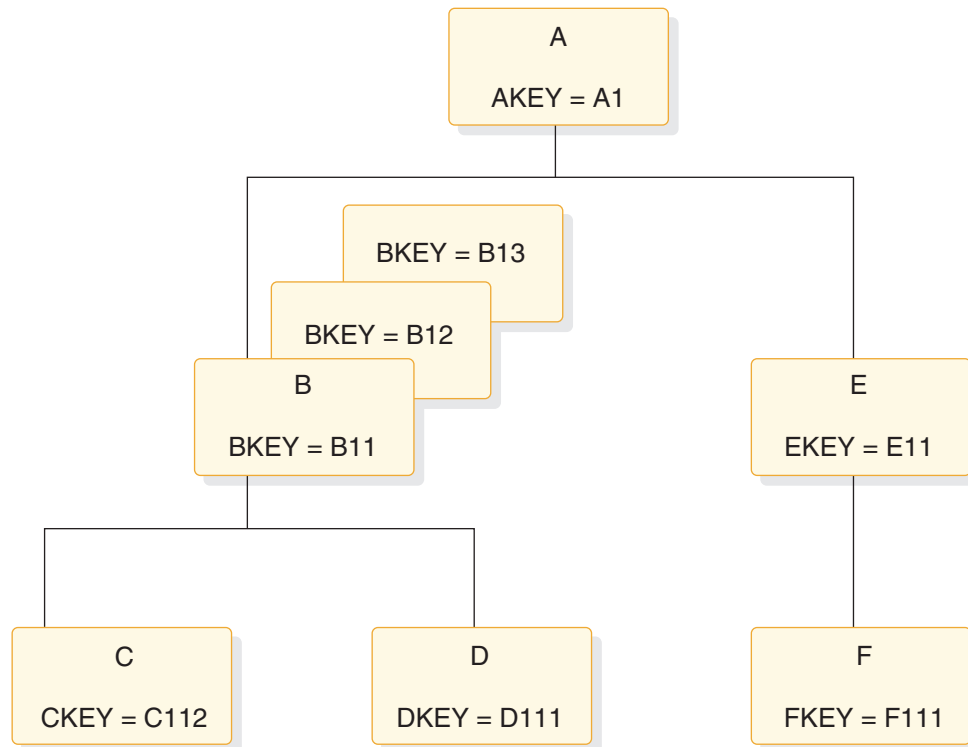 A
AKEY = A1
BKEY = B13
BKEY = B12
B
BKEY = B11
E
EKEY = E11
C
CKEY = C112
D
DKEY = D111
F
FKEY = F111